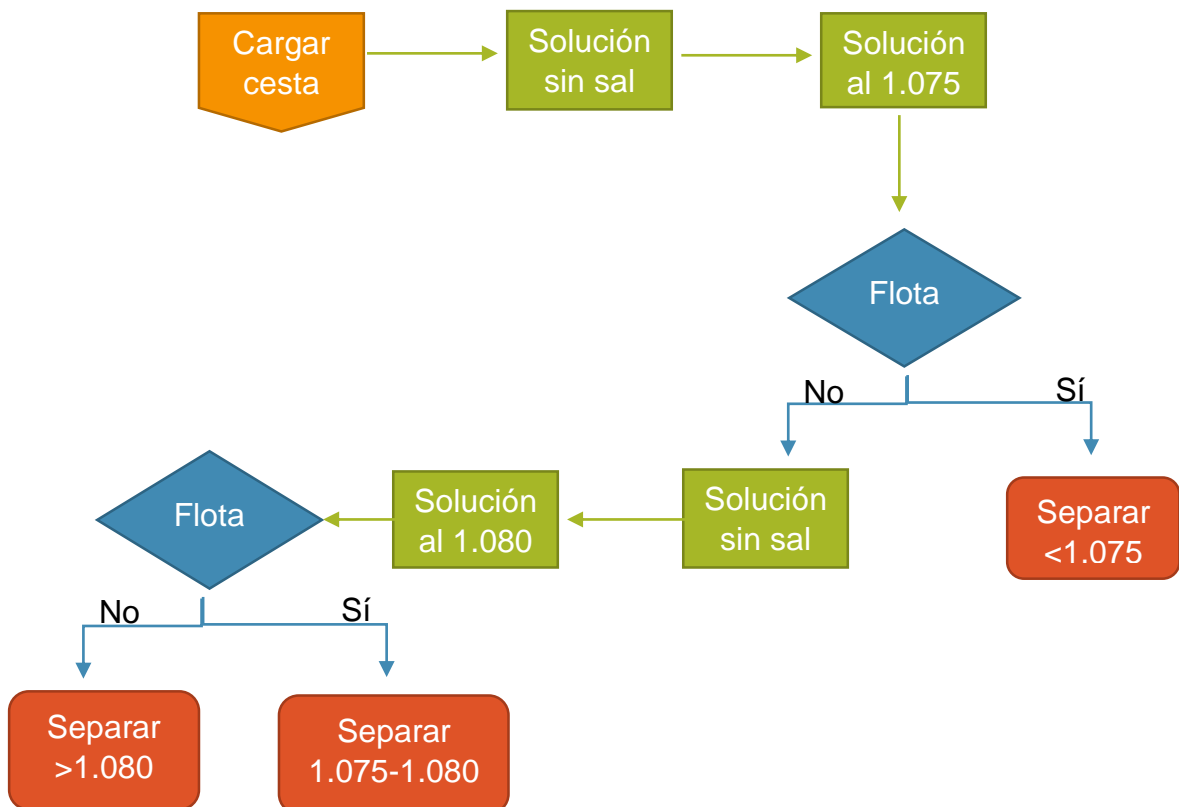 Cargar
cesta
Solución
sin sal
Solución
al 1.075
Flota
No
Sí
Separar
<1.075
Solución
sin sal
Solución
al 1.080
Flota
No
Sí
Separar
>1.080
Separar
1.075-1.080